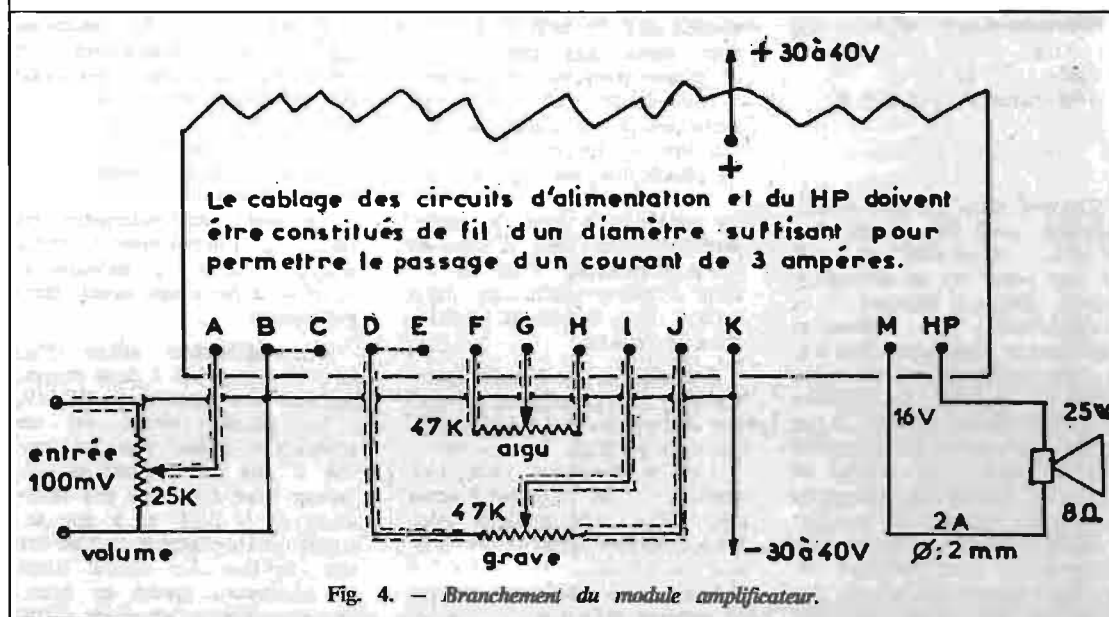 + 30 à 40V
+
Le cablage des circuits d'alimentation et du HP doivent
être constitués de fil d'un diamètre suffisant pour
permettre le passage d'un courant de 3 ampéres.
A B C D E F G H I J K M HP
47K
aigu
16V
25W
entrée
100mV
25K
47K
grave
8Ω
2A
Ø: 2 mm
volume
- 30 à 40V
Fig. 4. — Branchement du module amplificateur.